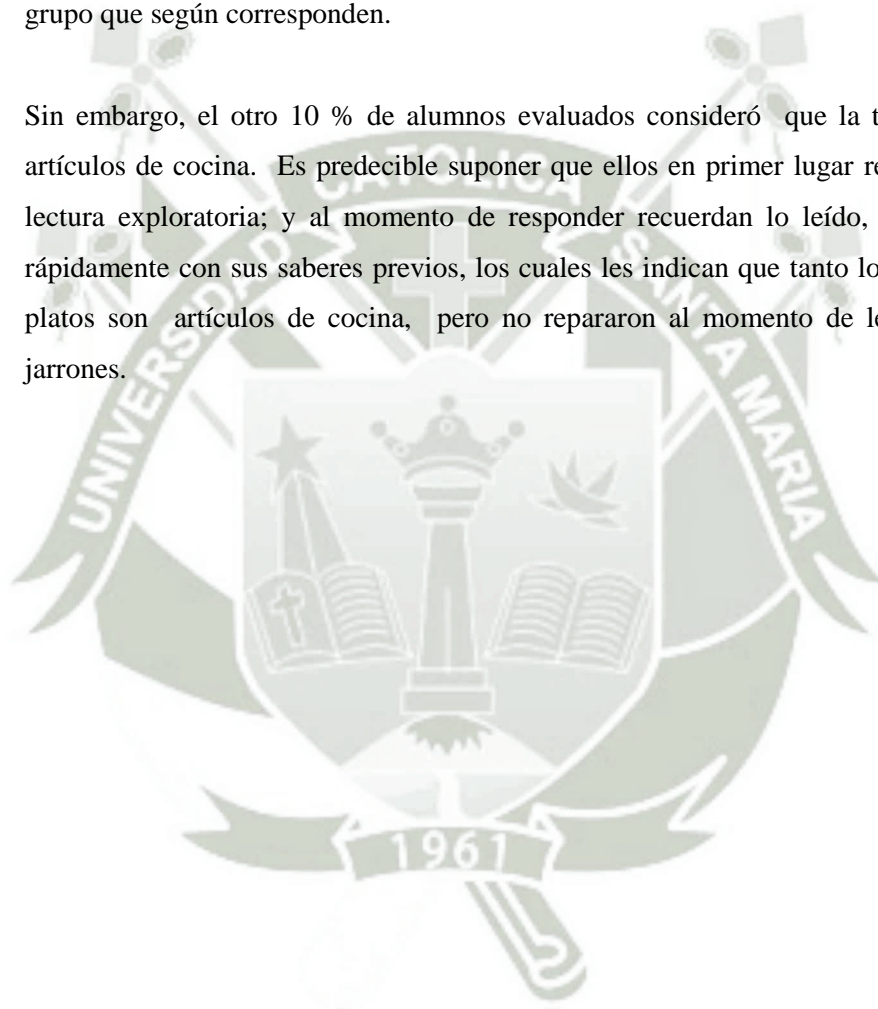 grupo que según corresponden.
Sin embargo, el otro 10 % de alumnos evaluados consideró que la t
artículos de cocina. Es predecible suponer que ellos en primer lugar re
lectura exploratoria; y al momento de responder recuerdan lo leído,
rápidamente con sus saberes previos, los cuales les indican que tanto lo
platos son artículos de cocina, pero no repararon al momento de le
jarrones.
UNIVERSIDAD CATOLICA SANTA MARIA
1961